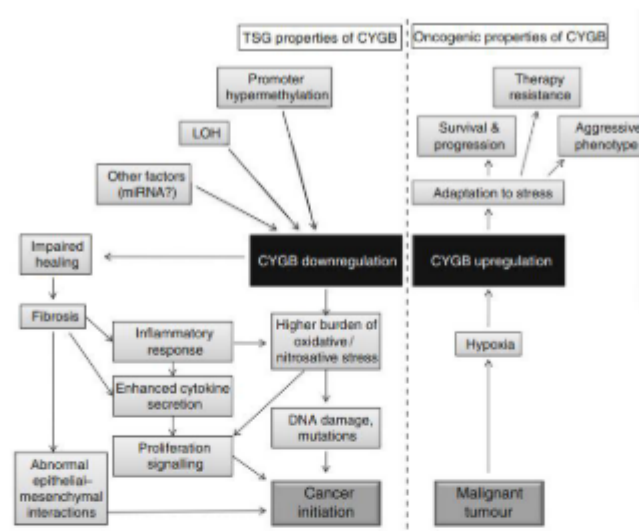 TSG properties of CYGB
Oncogenic properties of CYGB
Promoter
hypermethylation
Therapy
resistance
LOH
Survival &
progression
Aggressive
phenotype
Other factors
(miRNA?)
Adaptation to stress
Impaired
healing
CYGB downregulation
CYGB upregulation
Fibrosis
Inflammatory
response
Higher burden of
oxidative/
nitrosative stress
Hypoxia
Enhanced cytokine
secretion
DNA damage,
mutations
Proliferation
signalling
Abnormal
epithelial–
mesenchymal
interactions
Cancer
initiation
Malignant
tumour